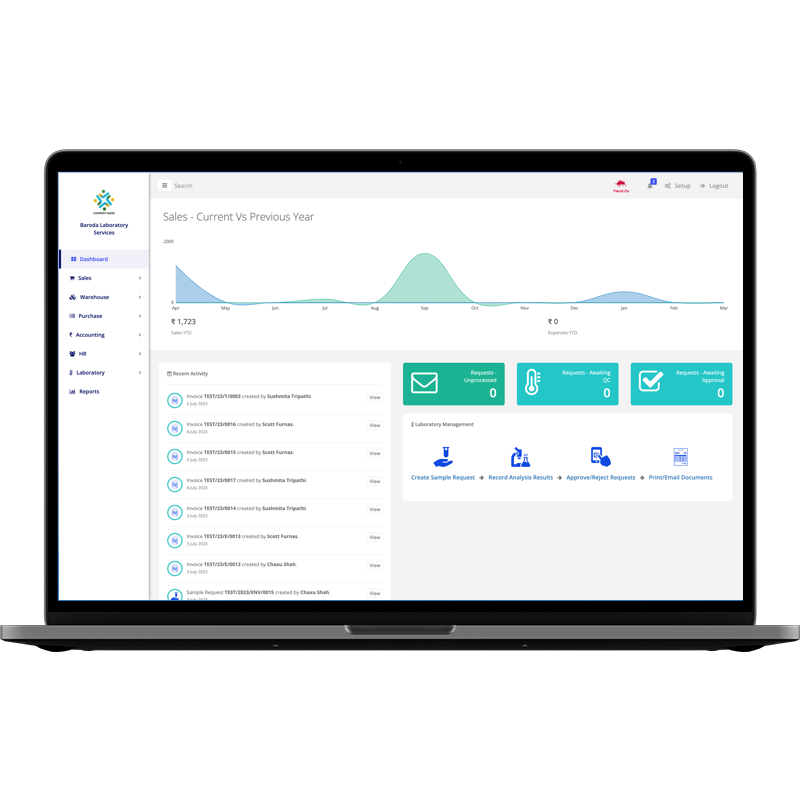 COMPANY NAME
Baroda Laboratory
Services
Dashboard
Sales
Warehouse
Purchase
Accounting
HR
Laboratory
Reports
Search
Fiscal Ox
Setup
Logout
Sales - Current Vs Previous Year
2000
0
Apr May Jun Jul Aug Sep Oct Nov Dec Jan Feb Mar
₹ 1,723
Sales YTD
₹ 0
Expenses YTD
Recent Activity
Invoice TEST/23/T/0003 created by Sushmita Tripathi. View
5 July 2023
Invoice TEST/23/0016 created by Scott Furnas. View
4 July 2023
Invoice TEST/23/0015 created by Scott Furnas. View
4 July 2023
Invoice TEST/23/0017 created by Sushmita Tripathi. View
4 July 2023
Invoice TEST/23/0014 created by Sushmita Tripathi. View
3 July 2023
Invoice TEST/23/E/0013 created by Scott Furnas. View
3 July 2023
Invoice TEST/23/E/0012 created by Chaxu Shah. View
3 July 2023
Sample Request TEST/2023/ENV/0015 created by Chaxu Shah. View
Requests -
Unprocessed
0
Requests - Awaiting
QC
0
Requests - Awaiting
Approval
0
Laboratory Management
Create Sample Request → Record Analysis Results → Approve/Reject Requests → Print/Email Documents